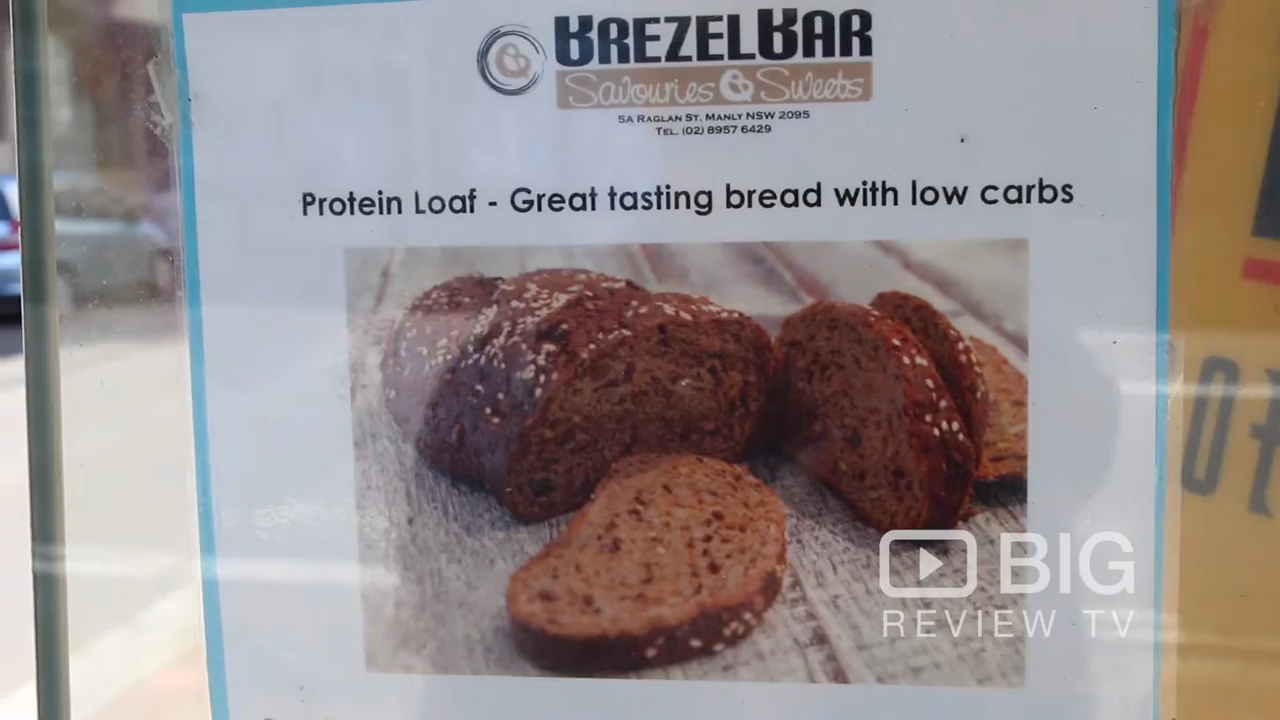 BREZELBAR
Savouries & Sweets
5A Raglan St. Manly NSW 2095
Tel. (02) 8957 6429
Protein Loaf - Great tasting bread with low carbs
BIG
REVIEW TV